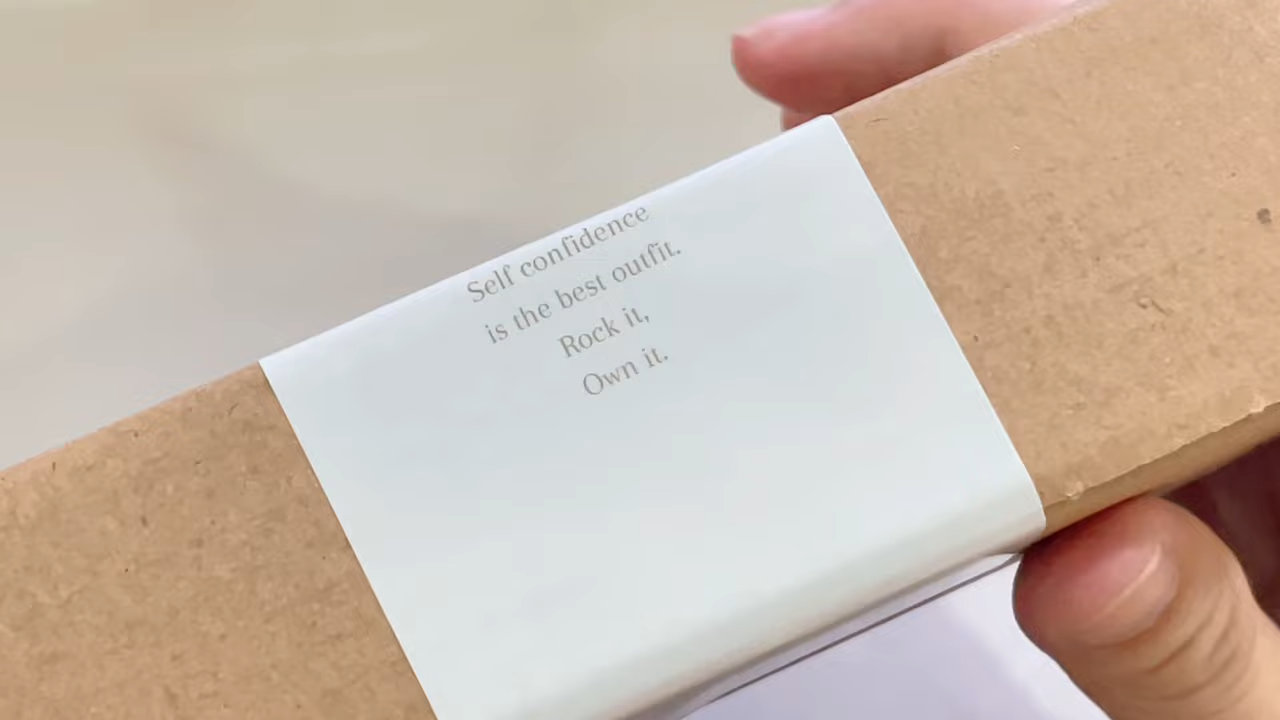 Self confidence
is the best outfit.
Rock it,
Own it.